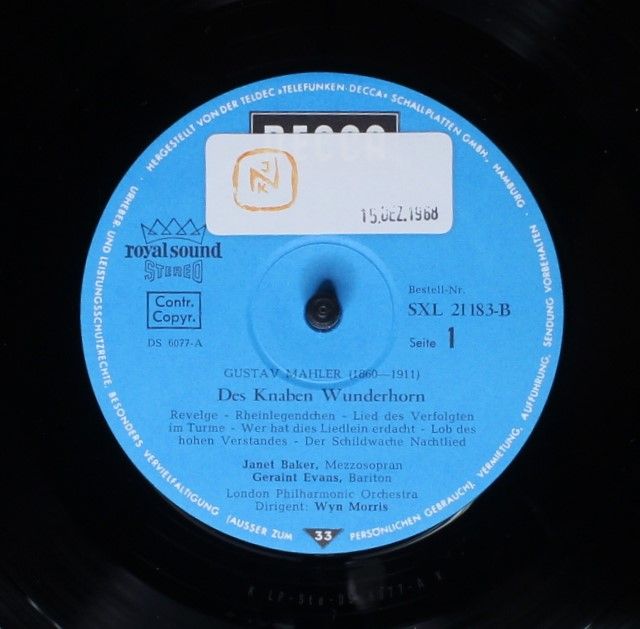 HERGESTELLT VON DER TELDEC »TELEFUNKEN-DECCA« SCHALLPLATTEN GMBH., HAMBURG ·
URHEBER- UND LEISTUNGSSCHUTZRECHTE, BESONDERS VERVIELFÄLTIGUNG (AUSSER ZUM PERSÖNLICHEN GEBRAUCH), VERMIETUNG, AUFFÜHRUNG, SENDUNG VORBEHALTEN.
DECCA
JNK
15.DEZ.1968
royal sound
STEREO
Contr.
Copyr.
DS 6077-A
Bestell-Nr.
SXL 21183-B
Seite 1
GUSTAV MAHLER (1860—1911)
Des Knaben Wunderhorn
Revelge - Rheinlegendchen - Lied des Verfolgten
im Turme - Wer hat dies Liedlein erdacht - Lob des
hohen Verstandes - Der Schildwache Nachtlied
Janet Baker, Mezzosopran
Geraint Evans, Bariton
London Philharmonic Orchestra
Dirigent: Wyn Morris
33